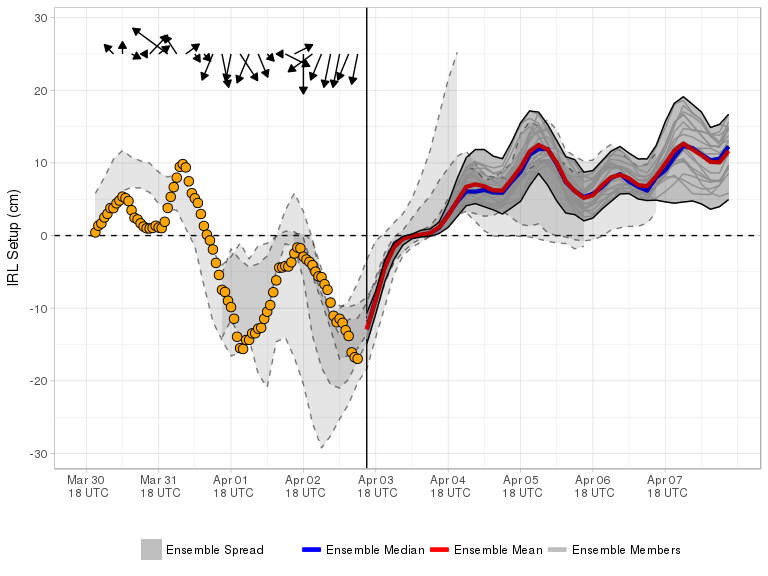 30
20
10
0
-10
-20
-30
IRL Setup (cm)
Mar 30 Mar 31 Apr 01 Apr 02 Apr 03 Apr 04 Apr 05 Apr 06 Apr 07
18 UTC 18 UTC 18 UTC 18 UTC 18 UTC 18 UTC 18 UTC 18 UTC 18 UTC
Ensemble Spread Ensemble Median Ensemble Mean Ensemble Members